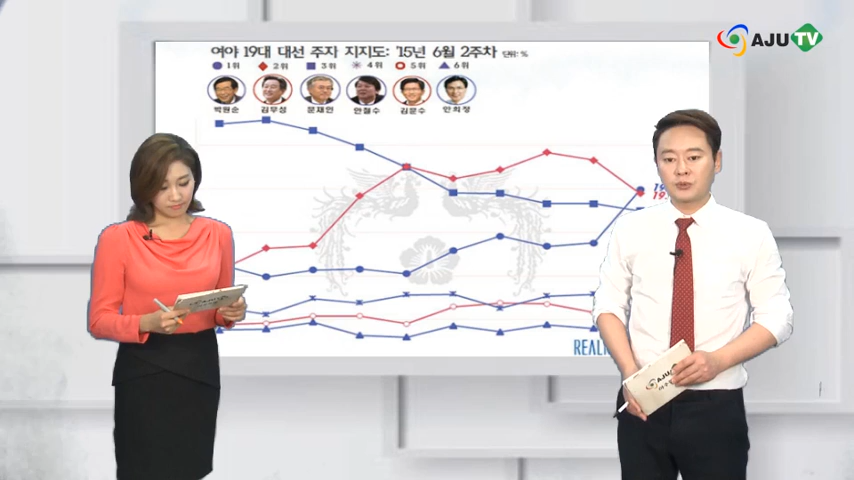 AJU TV
여야 19대 대선 주자 지지도: '15년 6월 2주차 단위: %
1위 2위 3위 4위 5위 6위
박원순 김무성 문재인 안철수 김문수 안희정
19.
AJU